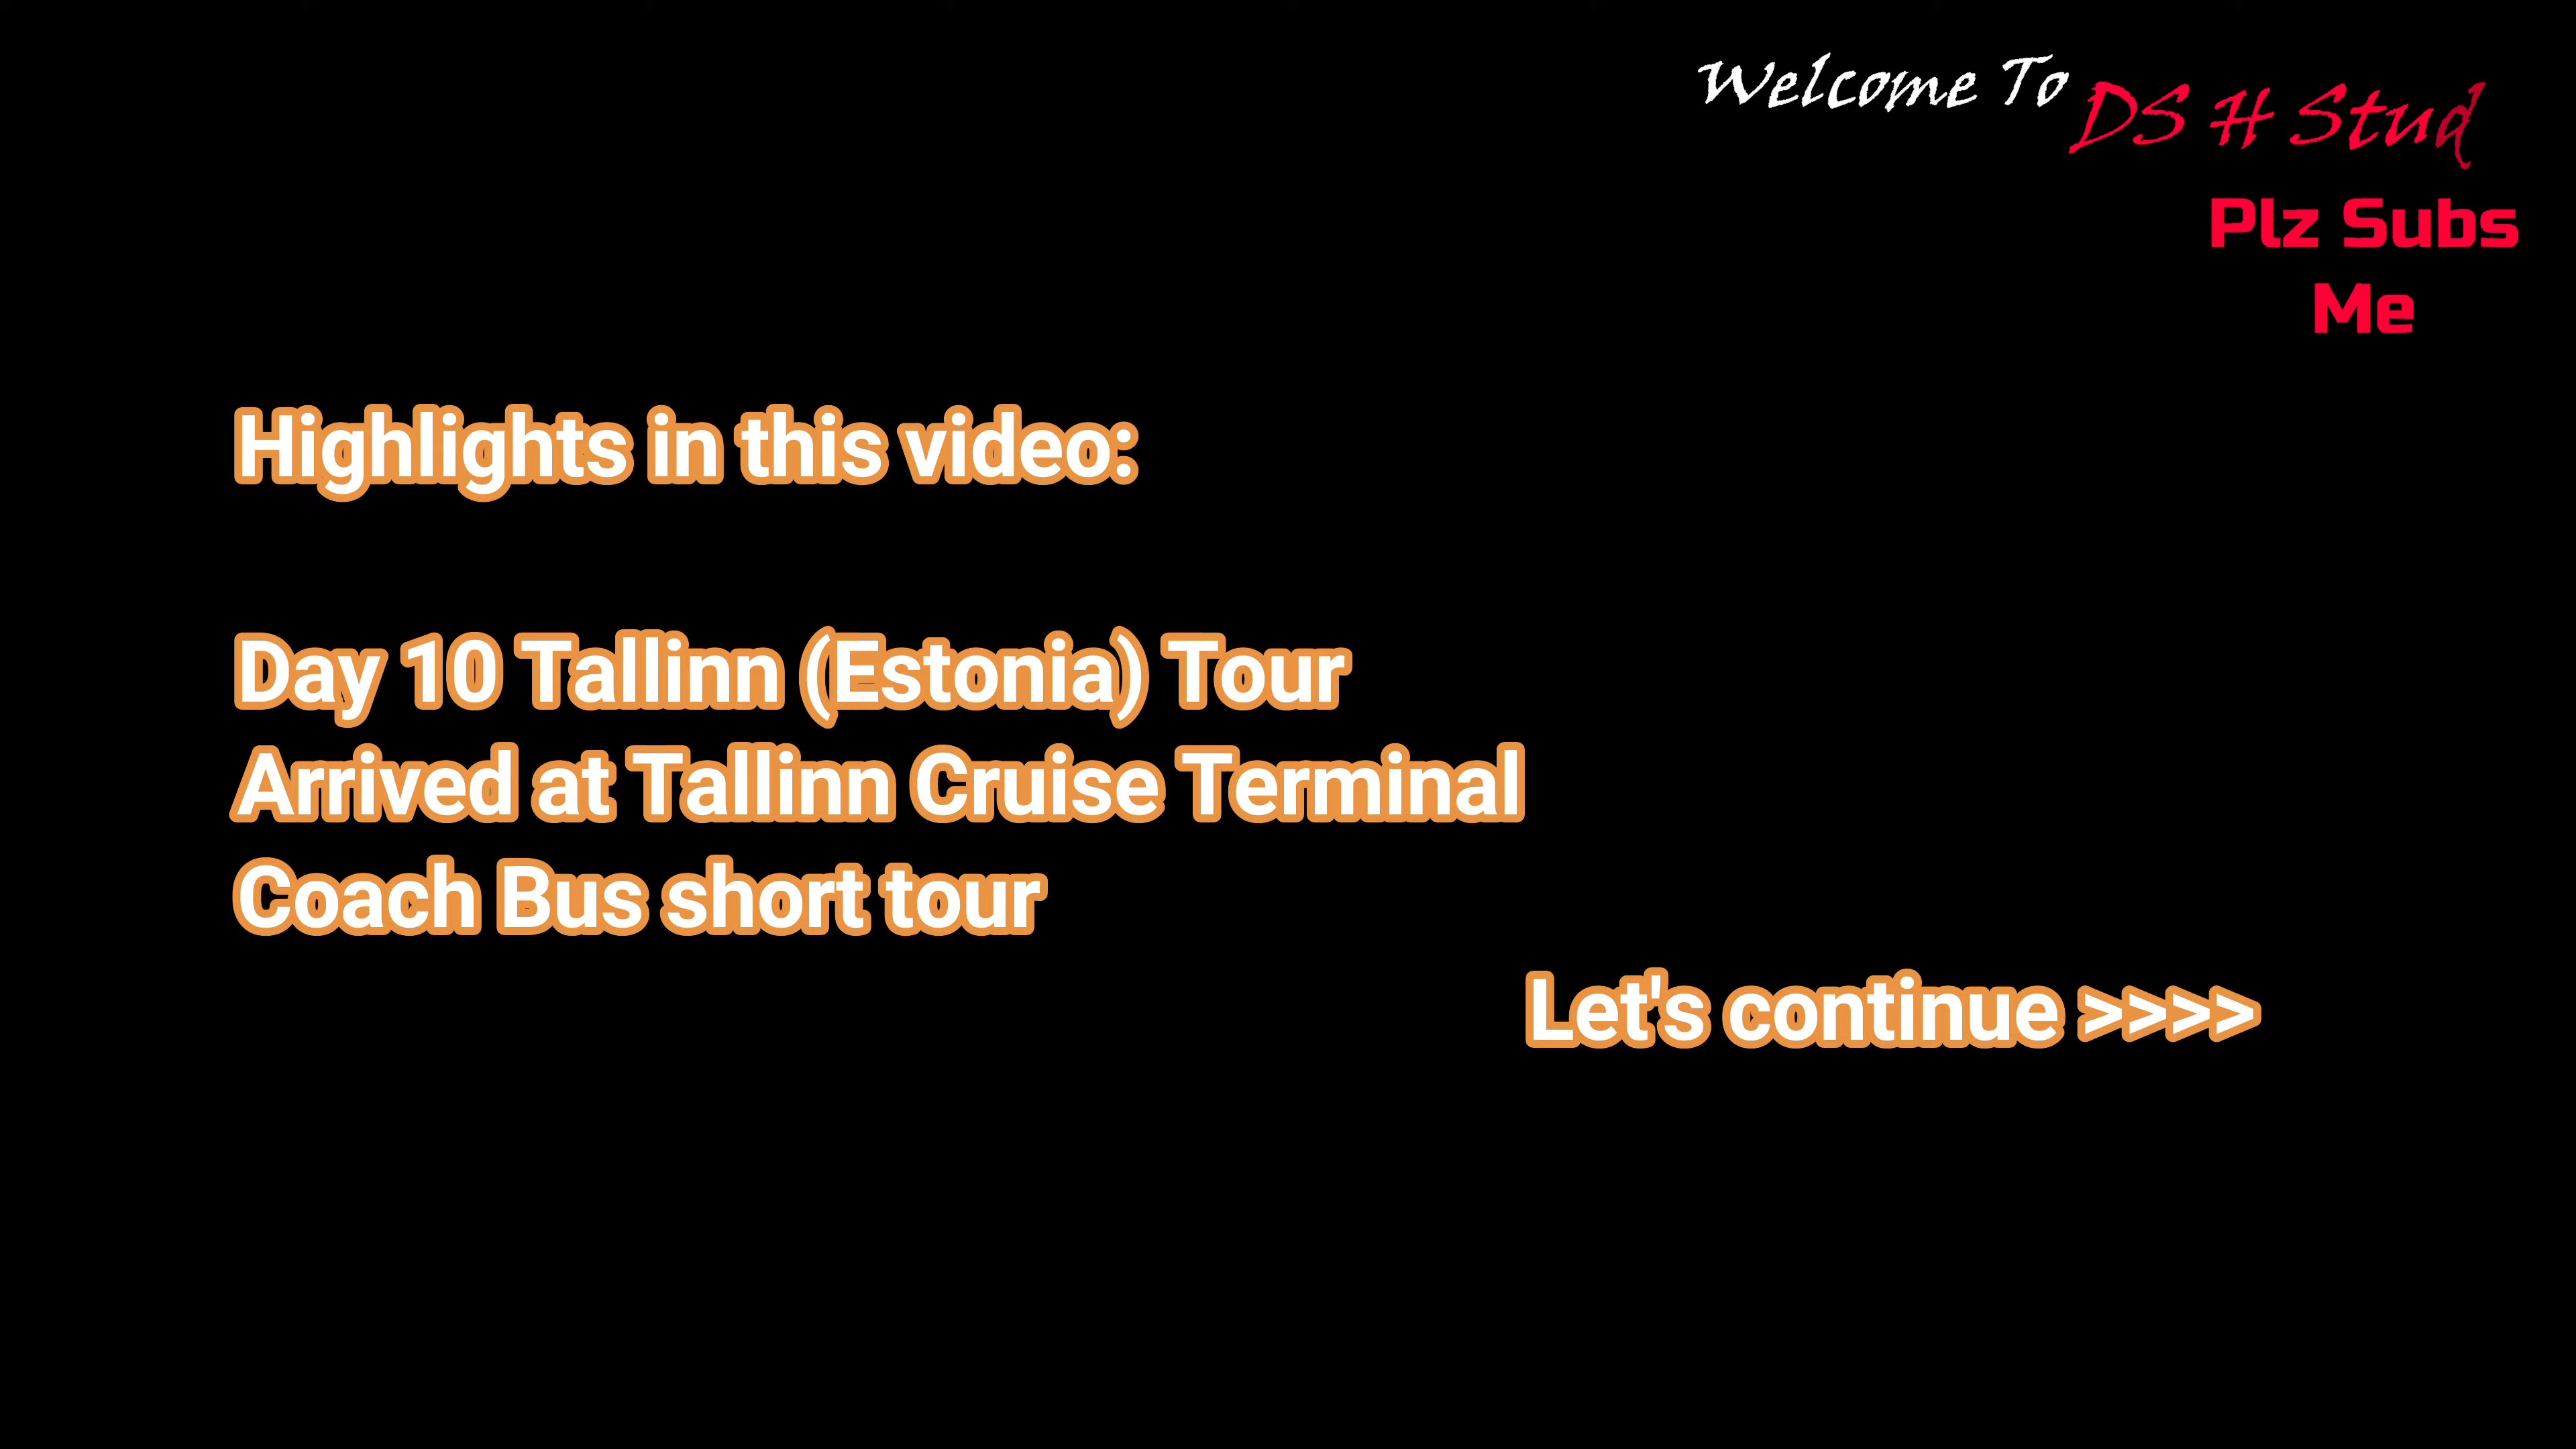 Welcome To DS H Stud
Plz Subs
Me
Highlights in this video:
Day 10 Tallinn (Estonia) Tour
Arrived at Tallinn Cruise Terminal
Coach Bus short tour
Let's continue >>>>